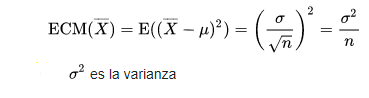 ECM(X̅) = E((X̅ − μ)²) = (σ/√n)² = σ²/n
σ² es la varianza